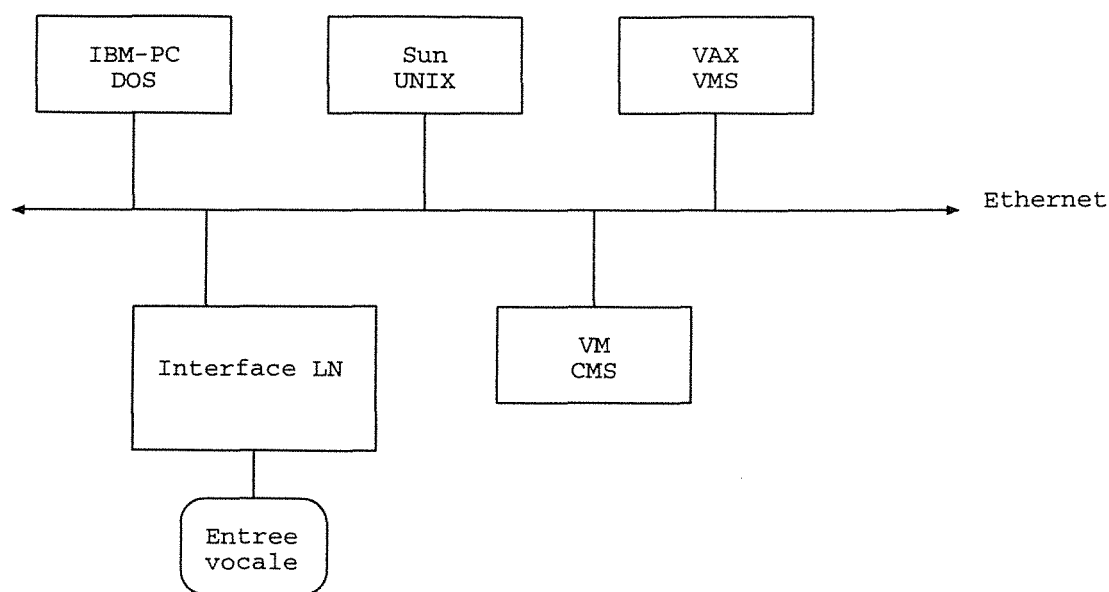 IBM-PC
DOS
Sun
UNIX
VAX
VMS
Ethernet
Interface LN
VM
CMS
Entree
vocale